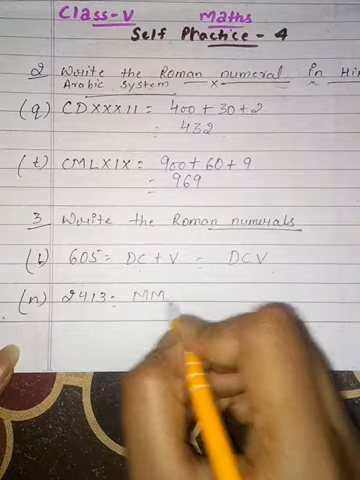 Class-V Maths
Self Practice - 4
2 Write the Roman numeral in Hin
Arabic System x x
(q) CDXXXII = 400 + 30 + 2
= 432
(t) CMLXIX = 900 + 60 + 9
= 969
3 Write the Roman numerals
(l) 605 = DC + V = DCV
(n) 2413 = MM